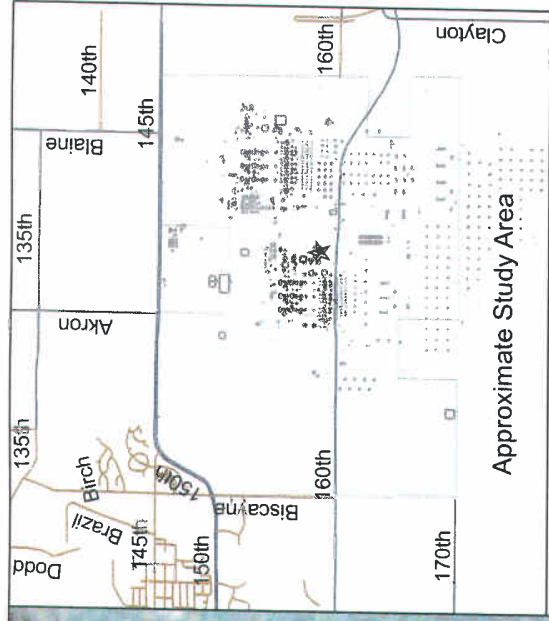 135th
140th
Blaine
145th
160th
Clayton
Akron
135th
Birch
Brazil
Dodd
145th
150th
150th
Biscayne
160th
170th
Approximate Study Area